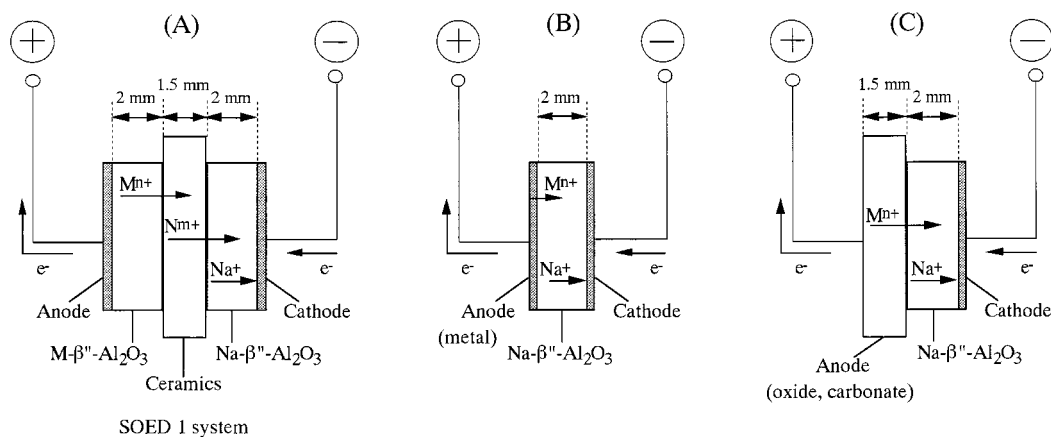 (A)
+
−
1.5 mm
2 mm
2 mm
Mn+
Nm+
Na+
e-
e-
Anode
Cathode
M-β"-Al2O3
Na-β"-Al2O3
Ceramics
SOED 1 system
(B)
+
−
2 mm
Mn+
Na+
e-
e-
Anode
(metal)
Cathode
Na-β"-Al2O3
(C)
+
−
1.5 mm
2 mm
Mn+
Na+
e-
e-
Cathode
Na-β"-Al2O3
Anode
(oxide, carbonate)